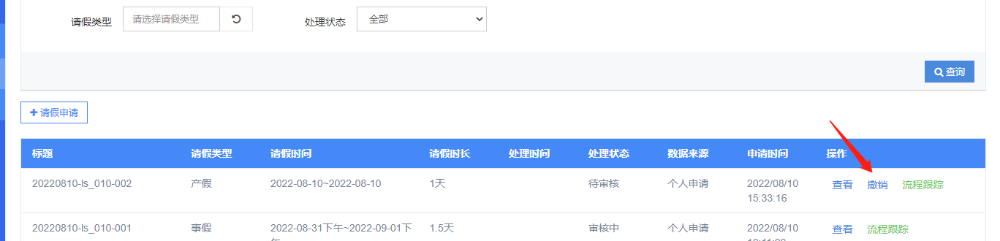 请假类型 请选择请假类型 处理状态 全部
查询
请假申请
标题 请假类型 请假时间 请假时长 处理时间 处理状态 数据来源 申请时间 操作
20220810-ls_010-002 产假 2022-08-10~2022-08-10 1天 待审核 个人申请 2022/08/10 查看 撤销 流程跟踪
15:33:16
20220810-ls_010-001 事假 2022-08-31下午~2022-09-01下 1.5天 审核中 个人申请 2022/08/10 查看 流程跟踪